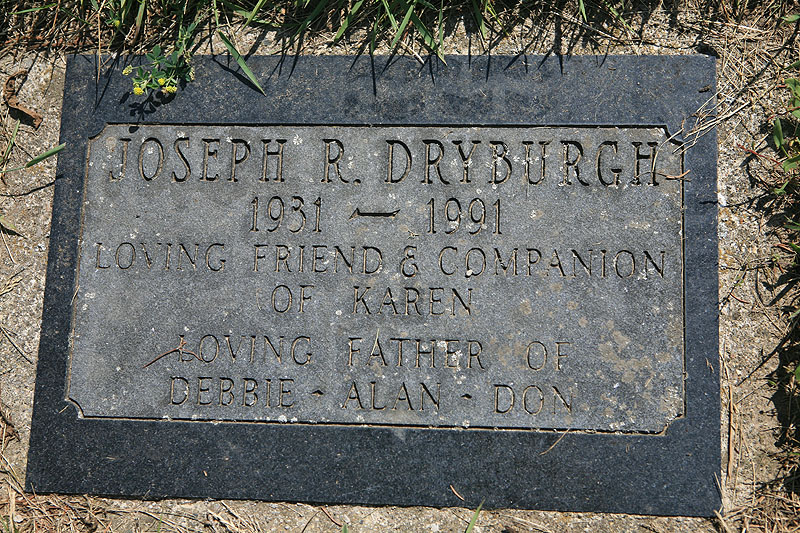 JOSEPH R. DRYBURGH
1931 — 1991
LOVING FRIEND & COMPANION
OF KAREN
LOVING FATHER OF
DEBBIE - ALAN - DON